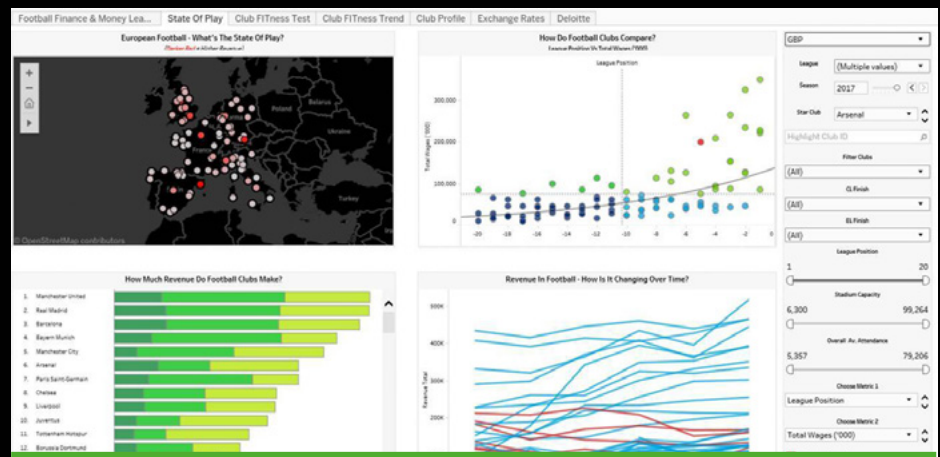 Football Finance & Money Lea...
State Of Play
Club FITness Test
Club FITness Trend
Club Profile
Exchange Rates
Deloitte
European Football - What's The State Of Play?
(Darker Red = Higher Revenue)
Poland
Belarus
Ukraine
France
Turkey
© OpenStreetMap contributors
How Do Football Clubs Compare?
League Position Vs Total Wages ('000)
League Position
Total Wages ('000)
300,000
200,000
100,000
0
-20
-18
-16
-14
-12
-10
-8
-6
-4
-2
0
GBP
League
(Multiple values)
Season
2017
Star Club
Arsenal
Highlight Club ID
Filter Clubs
(All)
CL Finish
(All)
EL Finish
(All)
League Position
1
20
Stadium Capacity
6,300
99,264
Overall Av. Attendance
5,357
79,206
Choose Metric 1
League Position
Choose Metric 2
Total Wages ('000)
How Much Revenue Do Football Clubs Make?
1. Manchester United
2. Real Madrid
3. Barcelona
4. Bayern Munich
5. Manchester City
6. Arsenal
7. Paris Saint-Germain
8. Chelsea
9. Liverpool
10. Juventus
11. Tottenham Hotspur
12. Borussia Dortmund
Revenue In Football - How Is It Changing Over Time?
Revenue Total
600K
400K
300K
200K